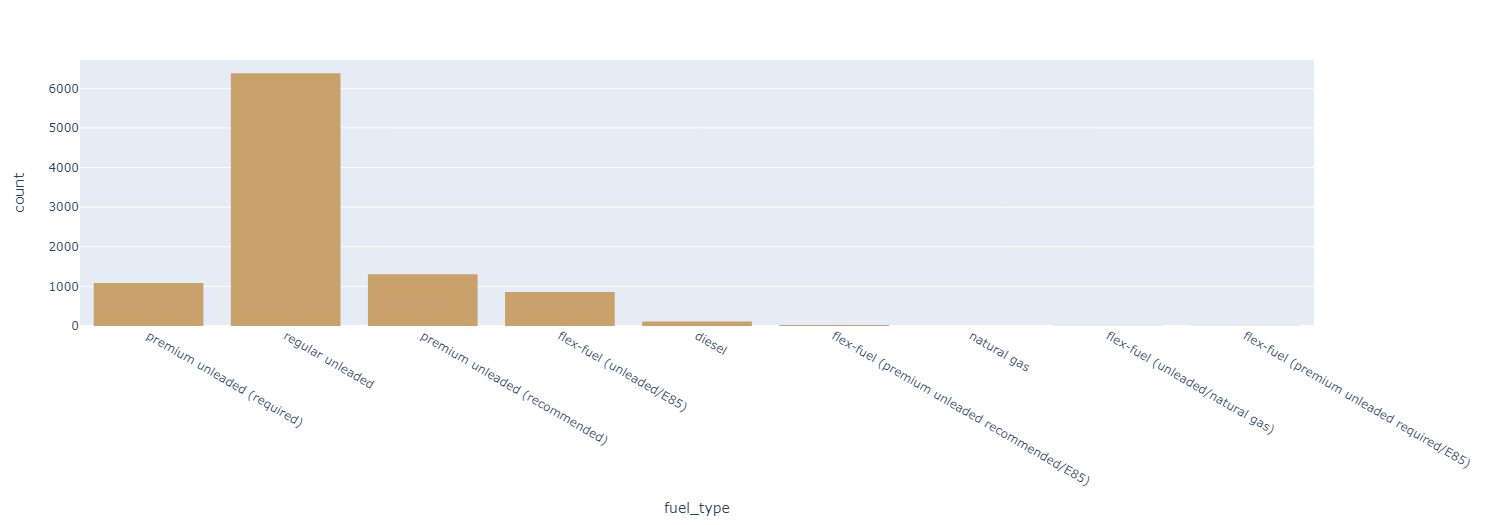 6000
5000
4000
3000
2000
1000
0
count
premium unleaded (required)
regular unleaded
premium unleaded (recommended)
flex-fuel (unleaded/E85)
diesel
flex-fuel (premium unleaded recommended/E85)
natural gas
flex-fuel (unleaded/natural gas)
flex-fuel (premium unleaded required/E85)
fuel_type